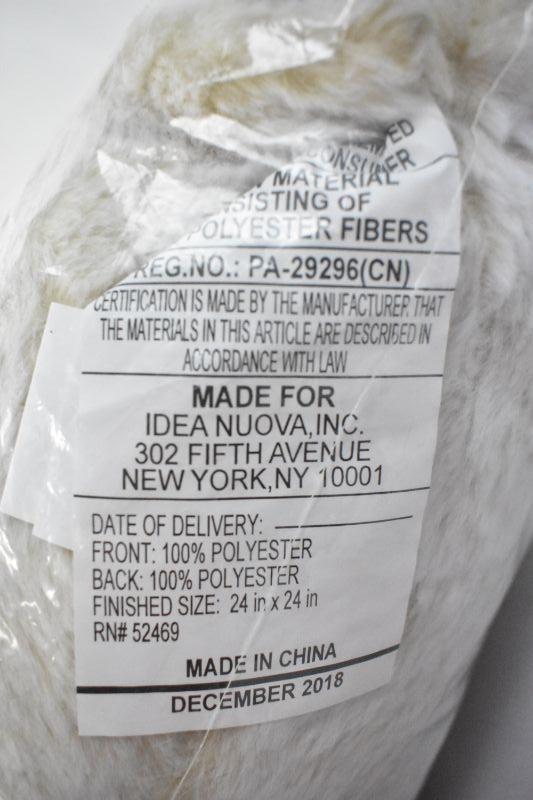 CONSUMER
MATERIAL
SISTING OF
POLYESTER FIBERS
REG.NO.: PA-29296(CN)
CERTIFICATION IS MADE BY THE MANUFACTURER THAT
THE MATERIALS IN THIS ARTICLE ARE DESCRIBED IN
ACCORDANCE WITH LAW
MADE FOR
IDEA NUOVA,INC.
302 FIFTH AVENUE
NEW YORK,NY 10001
DATE OF DELIVERY:
FRONT: 100% POLYESTER
BACK: 100% POLYESTER
FINISHED SIZE: 24 in x 24 in
RN# 52469
MADE IN CHINA
DECEMBER 2018